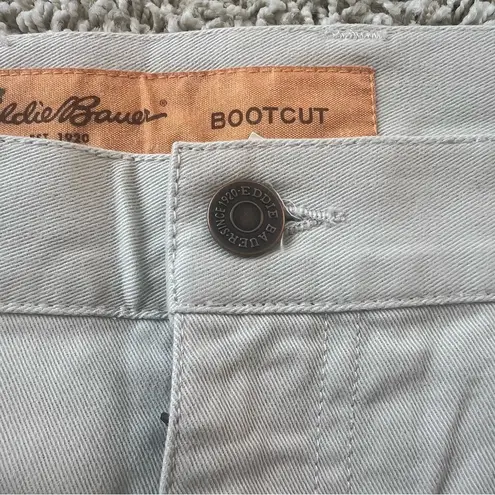 Eddie Bauer®
EST. 1920
BOOTCUT
EDDIE BAUER·SINCE 1920·